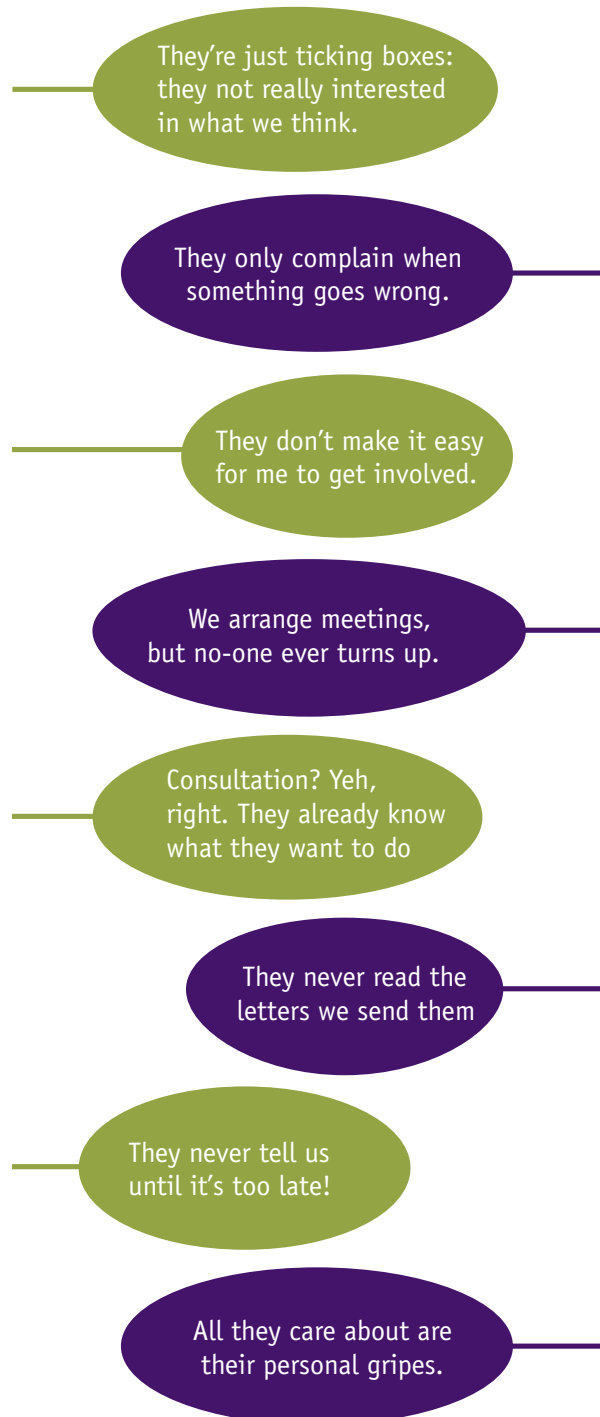 They’re just ticking boxes:
they not really interested
in what we think.
They only complain when
something goes wrong.
They don’t make it easy
for me to get involved.
We arrange meetings,
but no-one ever turns up.
Consultation? Yeh,
right. They already know
what they want to do
They never read the
letters we send them
They never tell us
until it’s too late!
All they care about are
their personal gripes.